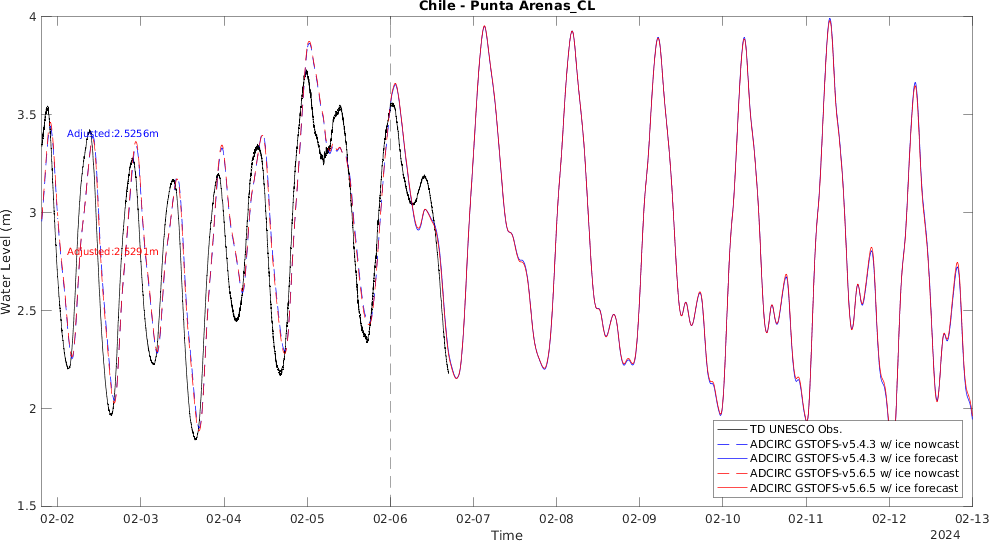 Chile - Punta Arenas_CL
4
3.5
3
2.5
2
1.5
Water Level (m)
Adjusted:2.5256m
Adjusted:2.5291m
TD UNESCO Obs.
ADCIRC GSTOFS-v5.4.3 w/ ice nowcast
ADCIRC GSTOFS-v5.4.3 w/ ice forecast
ADCIRC GSTOFS-v5.6.5 w/ ice nowcast
ADCIRC GSTOFS-v5.6.5 w/ ice forecast
02-02 02-03 02-04 02-05 02-06 02-07 02-08 02-09 02-10 02-11 02-12 02-13
Time
2024